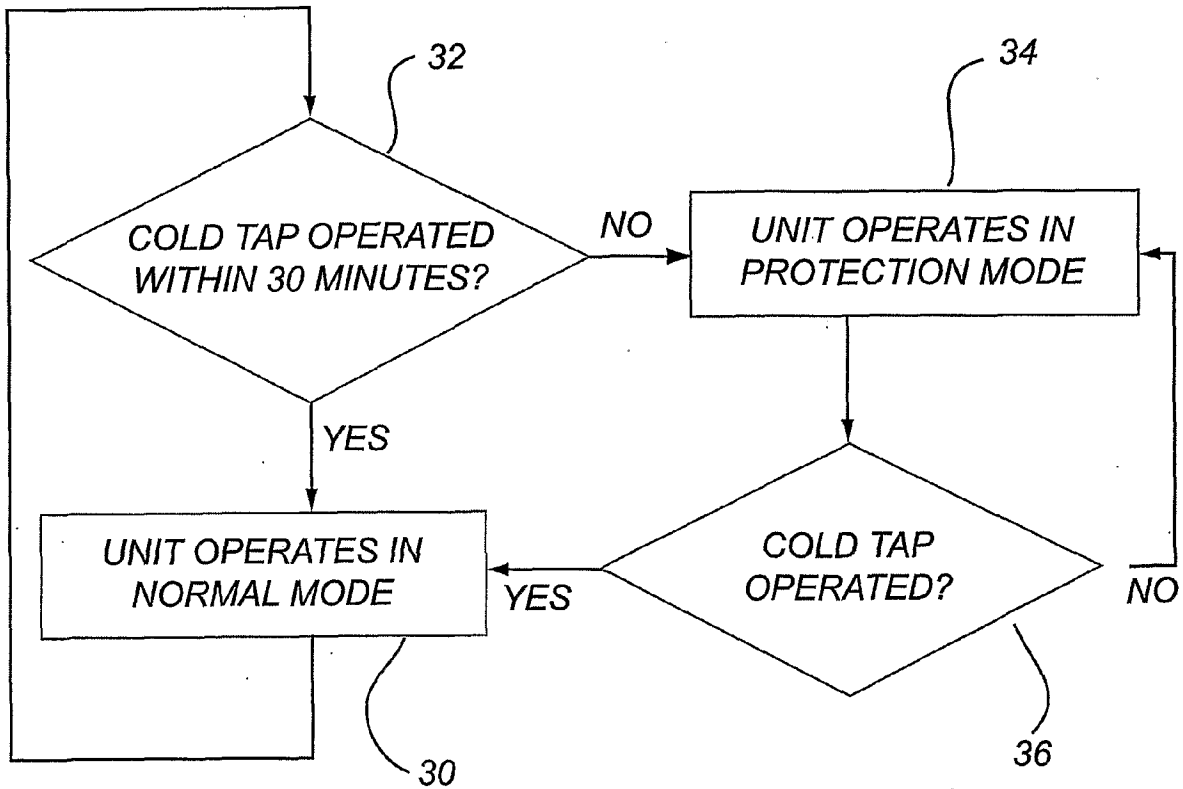 32
34
COLD TAP OPERATED
WITHIN 30 MINUTES?
NO
UNIT OPERATES IN
PROTECTION MODE
YES
UNIT OPERATES IN
NORMAL MODE
YES
COLD TAP
OPERATED?
NO
30
36